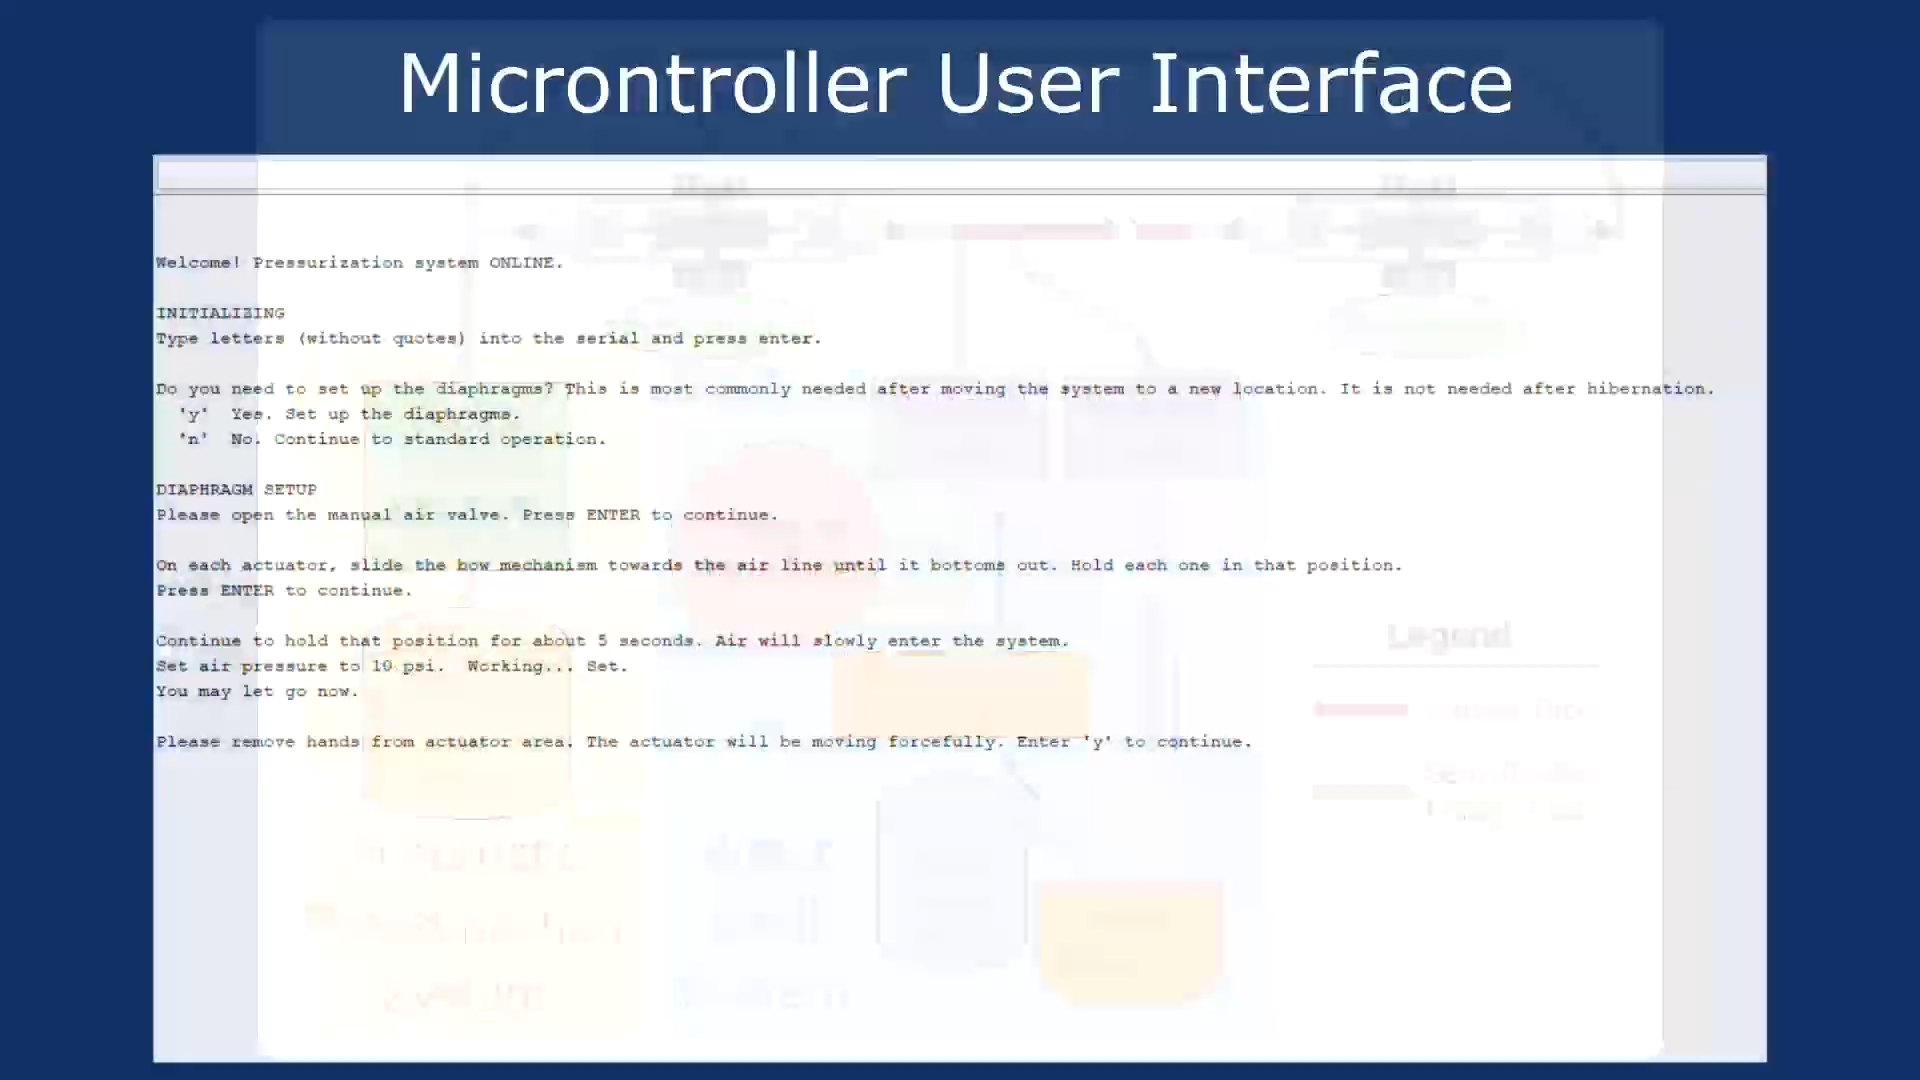 Microntroller User Interface
Welcome! Pressurization system ONLINE.
INITIALIZING
Type letters (without quotes) into the serial and press enter.
Do you need to set up the diaphragms? This is most commonly needed after moving the system to a new location. It is not needed after hibernation.
'y' Yes. Set up the diaphragms.
'n' No. Continue to standard operation.
DIAPHRAGM SETUP
Please open the manual air valve. Press ENTER to continue.
On each actuator, slide the bow mechanism towards the air line until it bottoms out. Hold each one in that position.
Press ENTER to continue.
Continue to hold that position for about 5 seconds. Air will slowly enter the system.
Legend
Set air pressure to 10 psi. Working... Set.
You may let go now.
Please remove hands from actuator area. The actuator will be moving forcefully. Enter 'y' to continue.